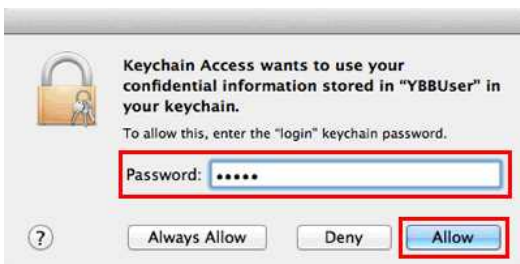 Keychain Access wants to use your
confidential information stored in “YBBUser” in
your keychain.
To allow this, enter the “login” keychain password.
Password: •••••
? Always Allow Deny Allow